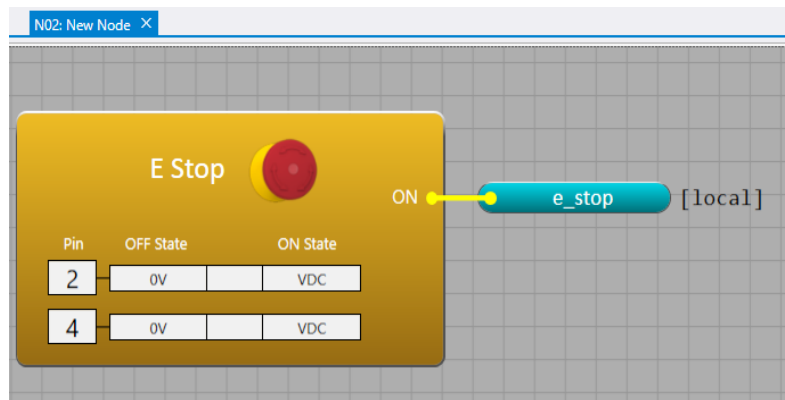 N02: New Node ×
E Stop
ON e_stop [local]
Pin OFF State ON State
2 0V VDC
4 0V VDC